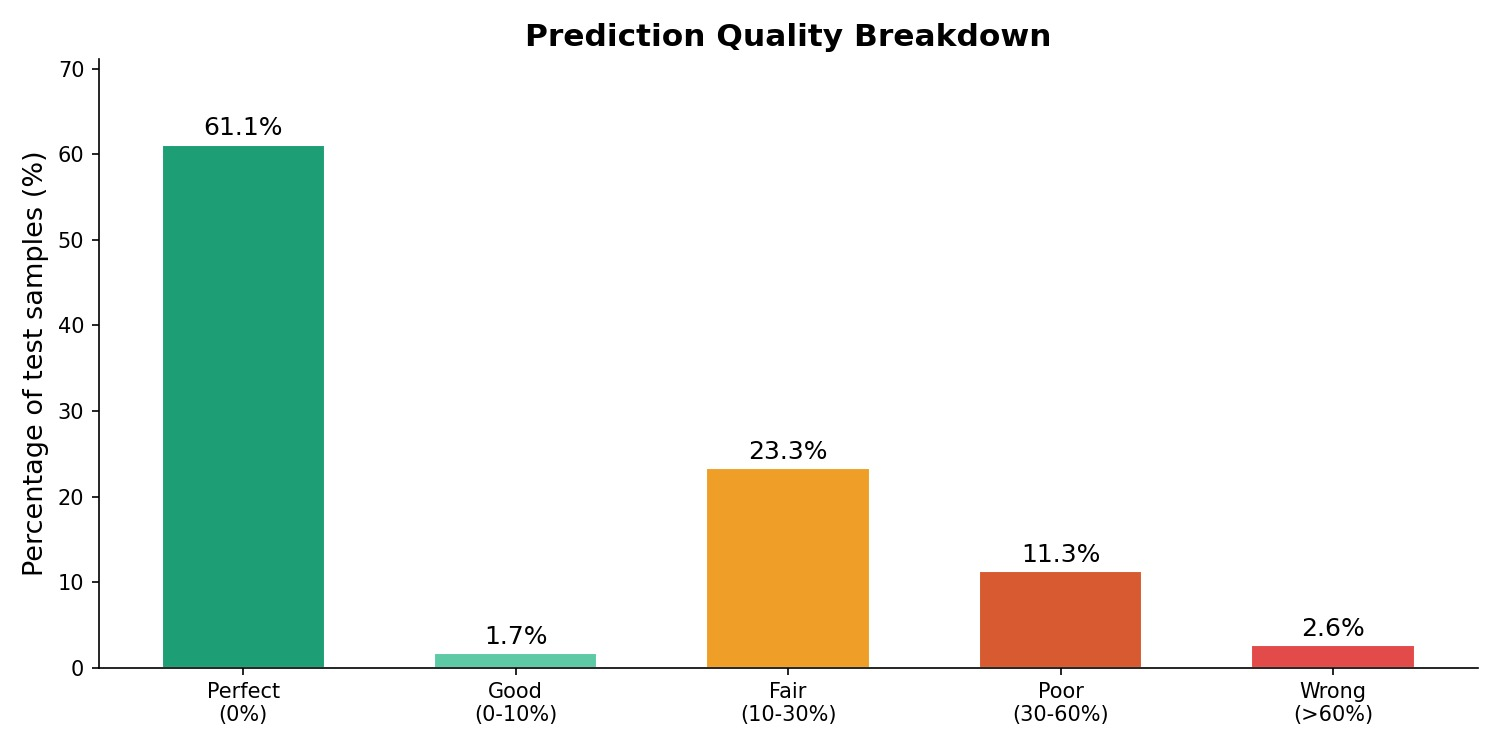 Prediction Quality Breakdown
Percentage of test samples (%)
70
60
50
40
30
20
10
0
61.1%
1.7%
23.3%
11.3%
2.6%
Perfect
(0%)
Good
(0-10%)
Fair
(10-30%)
Poor
(30-60%)
Wrong
(>60%)